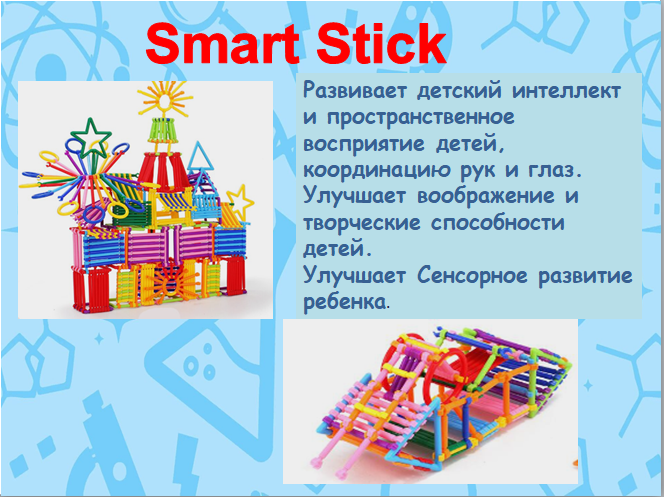 Smart Stick
Развивает детский интеллект
и пространственное
восприятие детей,
координацию рук и глаз.
Улучшает воображение и
творческие способности
детей.
Улучшает Сенсорное развитие
ребенка.